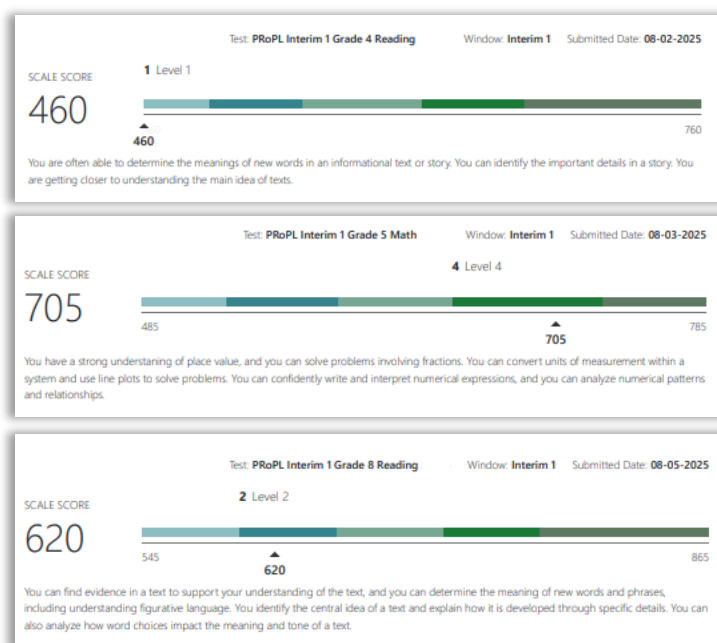 Test: PRoPL Interim 1 Grade 4 Reading Window: Interim 1 Submitted Date: 08-02-2025
1 Level 1
SCALE SCORE
460
460
760
You are often able to determine the meanings of new words in an informational text or story. You can identify the important details in a story. You
are getting closer to understanding the main idea of texts.
Test: PRoPL Interim 1 Grade 5 Math Window: Interim 1 Submitted Date: 08-03-2025
4 Level 4
SCALE SCORE
705
485
785
705
You have a strong understaning of place value, and you can solve problems involving fractions. You can convert units of measurement within a
system and use line plots to solve problems. You can confidently write and interpret numerical expressions, and you can analyze numerical patterns
and relationships.
Test: PRoPL Interim 1 Grade 8 Reading Window: Interim 1 Submitted Date: 08-05-2025
2 Level 2
SCALE SCORE
620
545
865
620
You can find evidence in a text to support your understanding of the text, and you can determine the meaning of new words and phrases,
including understanding figurative language. You identify the central idea of a text and explain how it is developed through specific details. You can
also analyze how word choices impact the meaning and tone of a text.